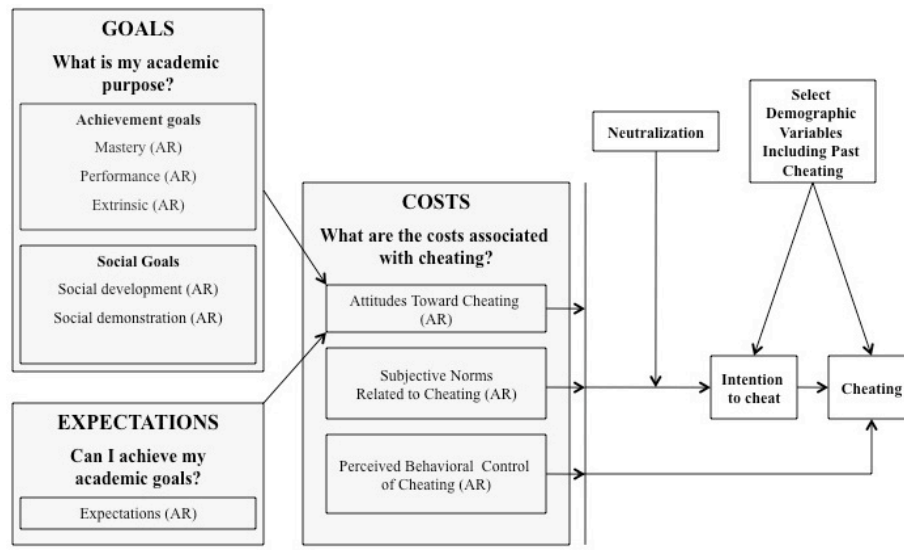 GOALS
What is my academic
purpose?
Achievement goals
Mastery (AR)
Performance (AR)
Extrinsic (AR)
Social Goals
Social development (AR)
Social demonstration (AR)
EXPECTATIONS
Can I achieve my
academic goals?
Expectations (AR)
COSTS
What are the costs associated
with cheating?
Attitudes Toward Cheating
(AR)
Subjective Norms
Related to Cheating (AR)
Perceived Behavioral Control
of Cheating (AR)
Neutralization
Select
Demographic
Variables
Including Past
Cheating
Intention
to cheat
Cheating